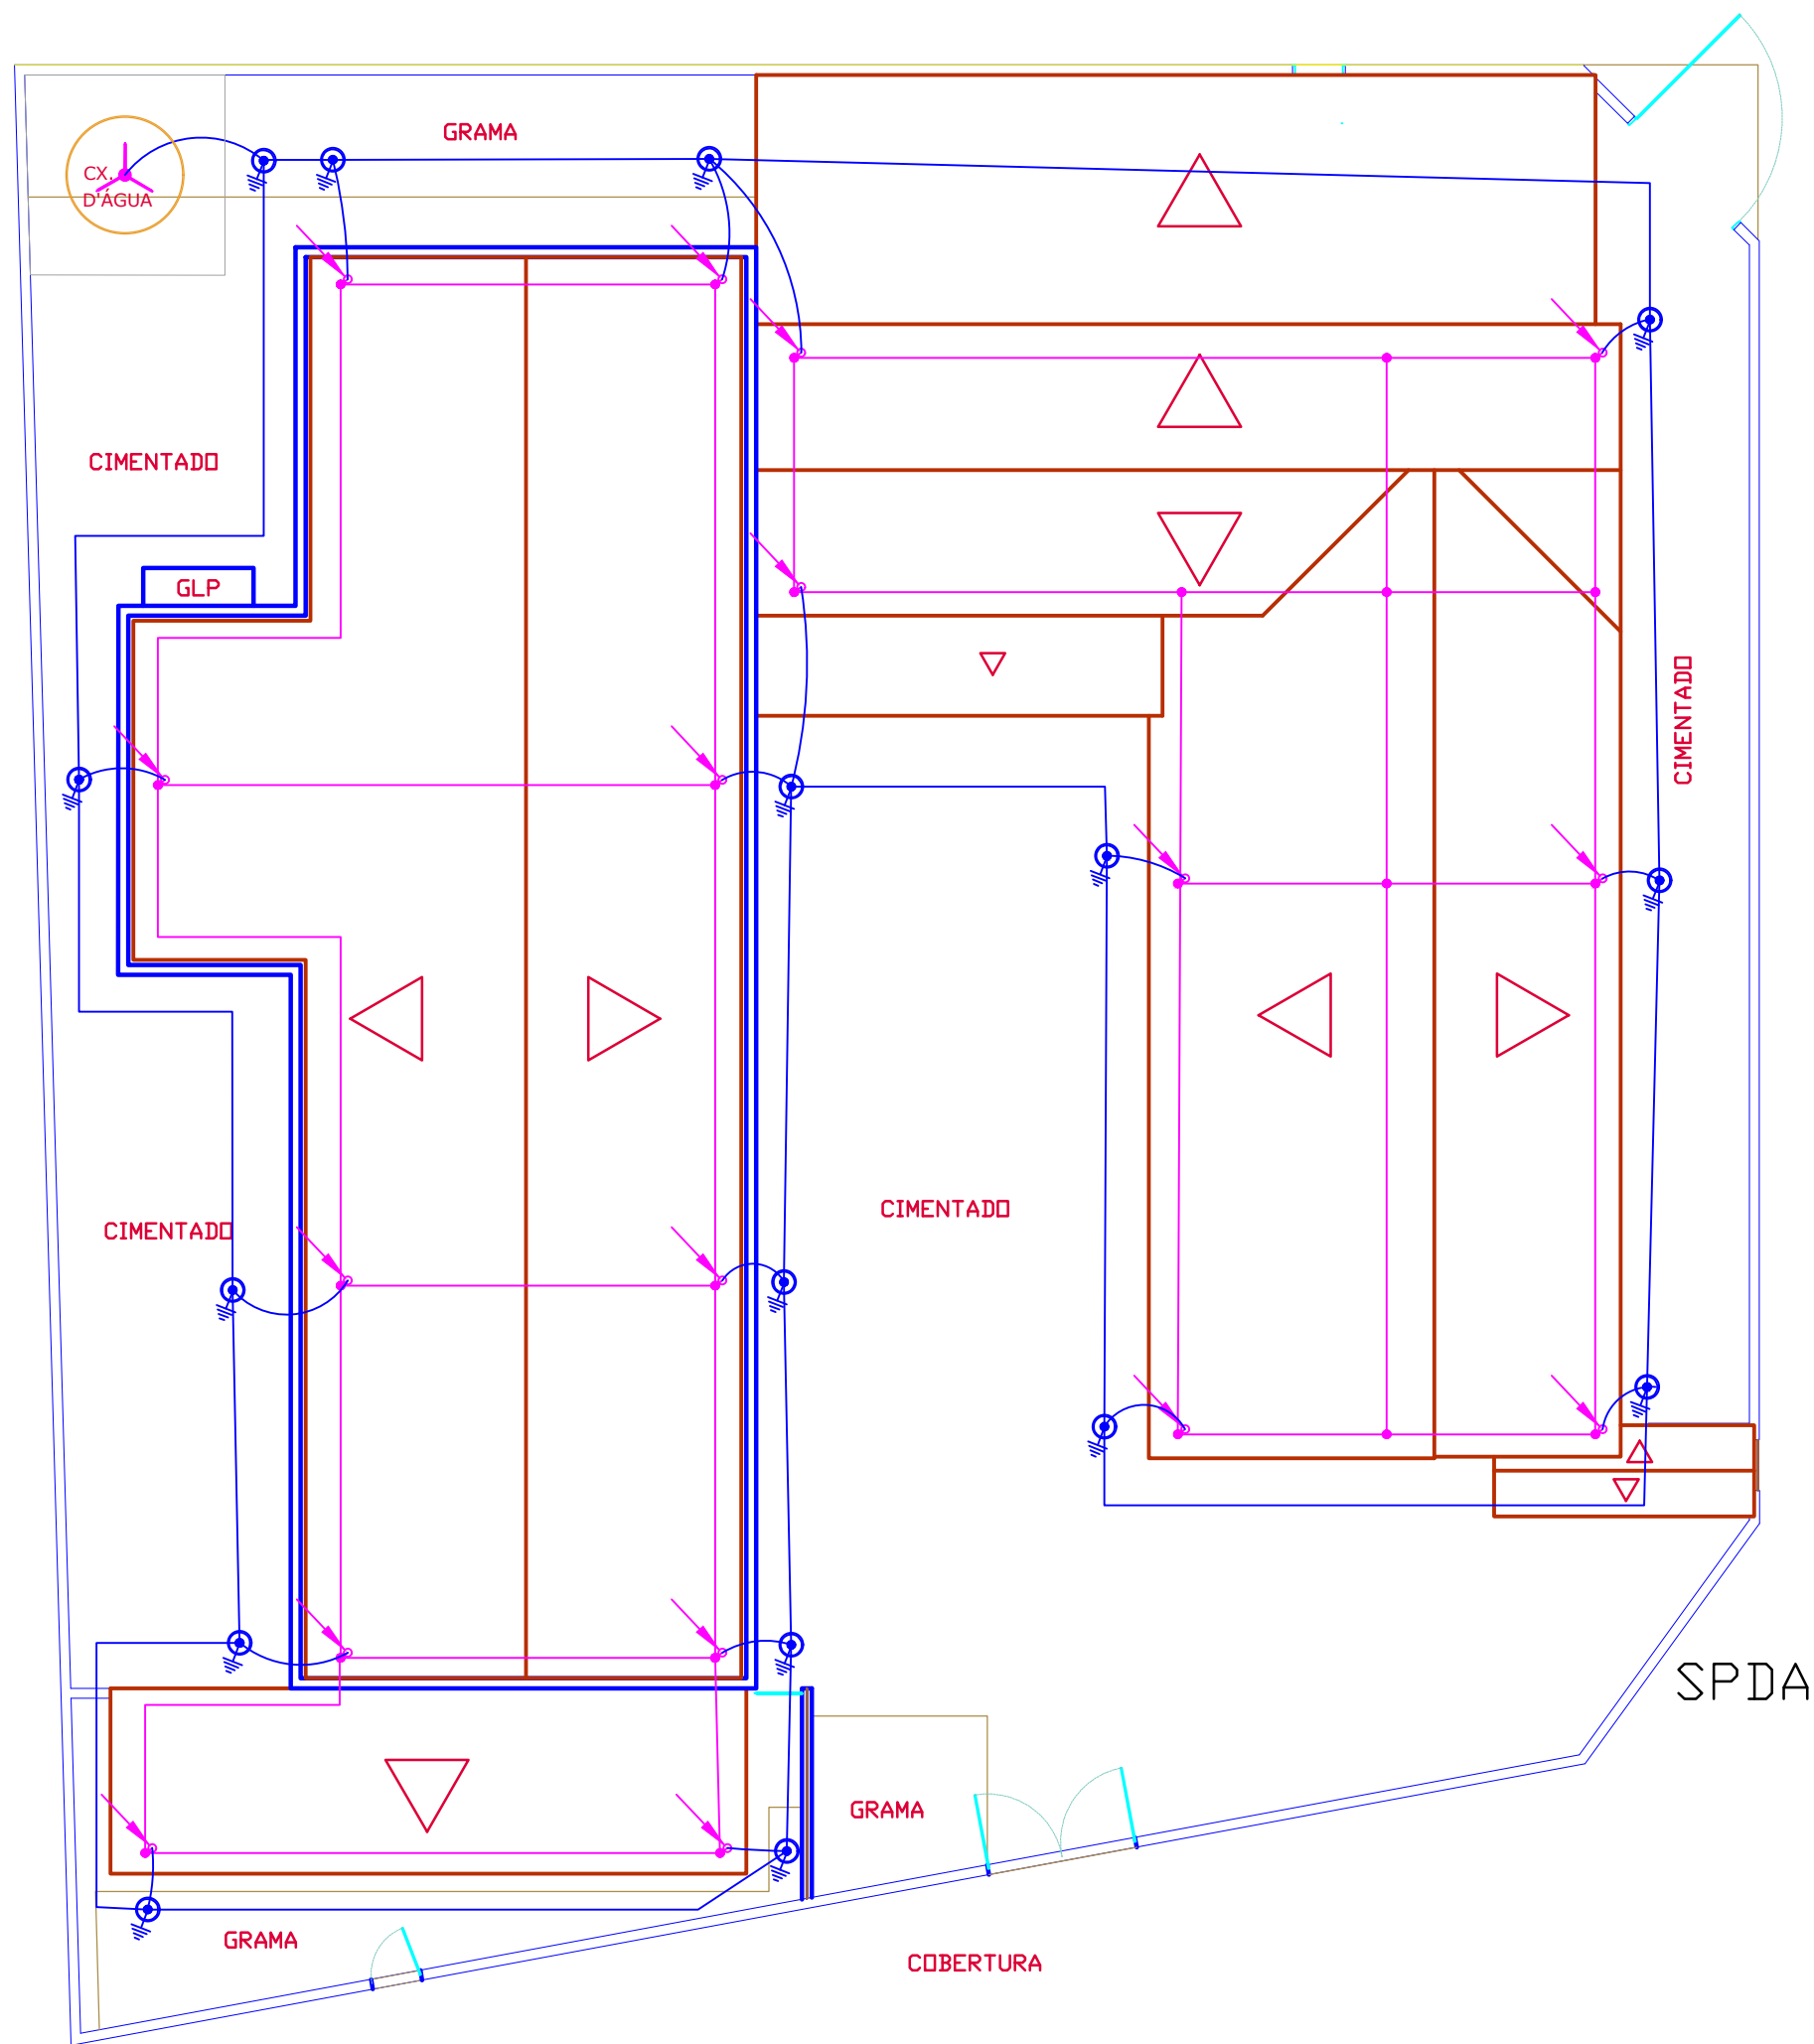 GRAMA
CX.
D'ÁGUA
CIMENTADO
GLP
CIMENTADO
CIMENTADO
CIMENTADO
SPDA
GRAMA
GRAMA
COBERTURA